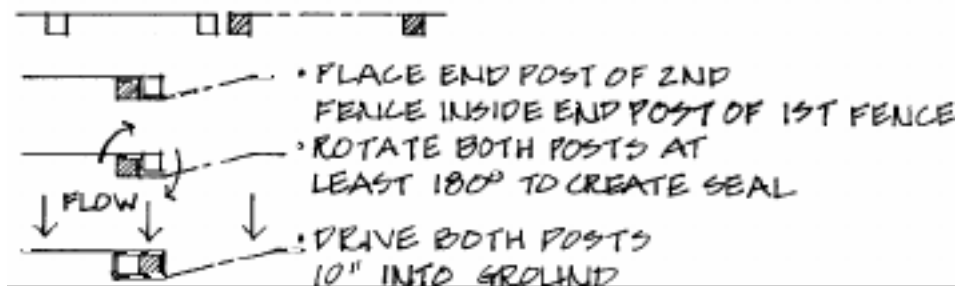 • PLACE END POST OF 2ND
FENCE INSIDE END POST OF 1ST FENCE
• ROTATE BOTH POSTS AT
LEAST 180° TO CREATE SEAL
FLOW
• DRIVE BOTH POSTS
10" INTO GROUND